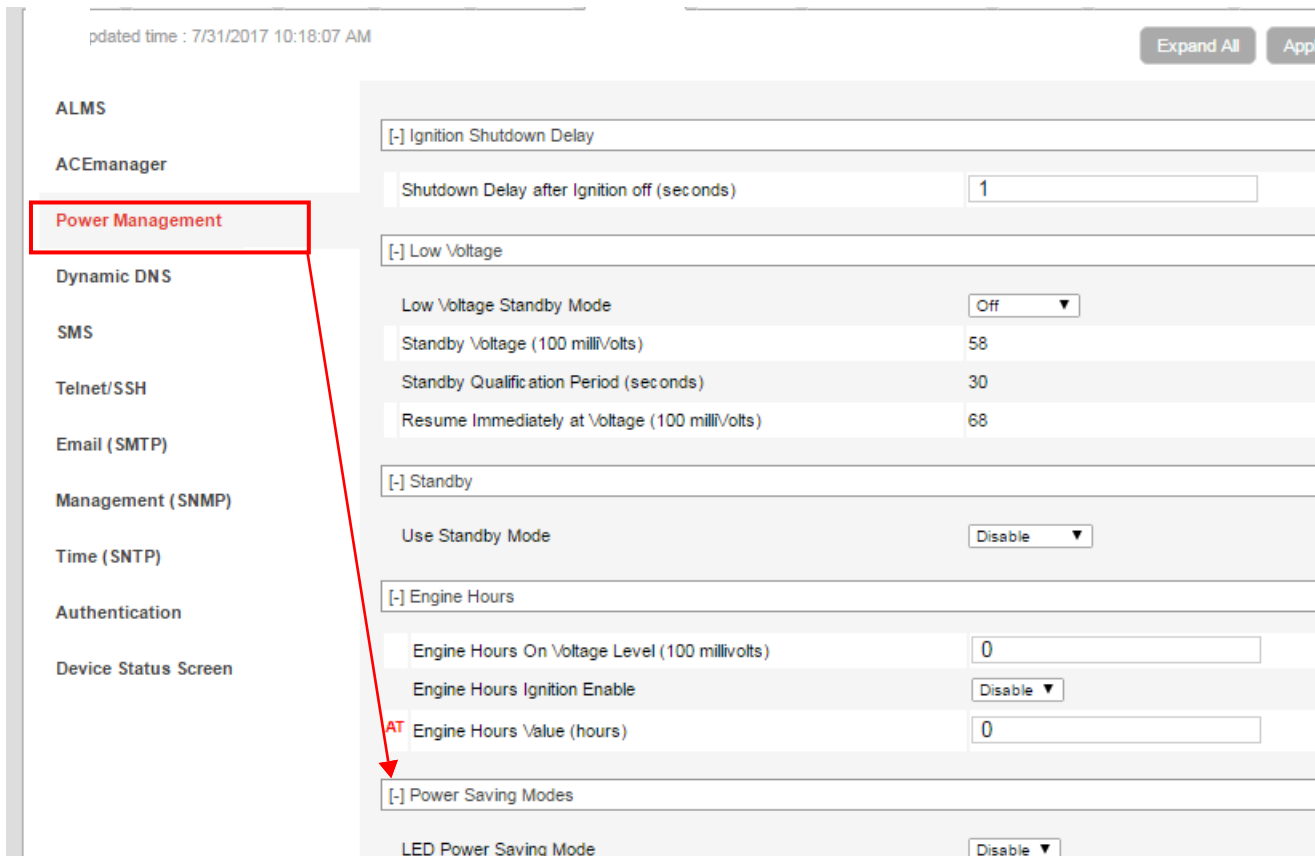 pdated time : 7/31/2017 10:18:07 AM
Expand All
App
ALMS
ACEmanager
Power Management
Dynamic DNS
SMS
Telnet/SSH
Email (SMTP)
Management (SNMP)
Time (SNTP)
Authentication
Device Status Screen
[-] Ignition Shutdown Delay
Shutdown Delay after Ignition off (seconds) 1
[-] Low Voltage
Low Voltage Standby Mode Off ▼
Standby Voltage (100 milliVolts) 58
Standby Qualification Period (seconds) 30
Resume Immediately at Voltage (100 milliVolts) 68
[-] Standby
Use Standby Mode Disable ▼
[-] Engine Hours
Engine Hours On Voltage Level (100 millivolts) 0
Engine Hours Ignition Enable Disable ▼
AT Engine Hours Value (hours) 0
[-] Power Saving Modes
LED Power Saving Mode Disable ▼